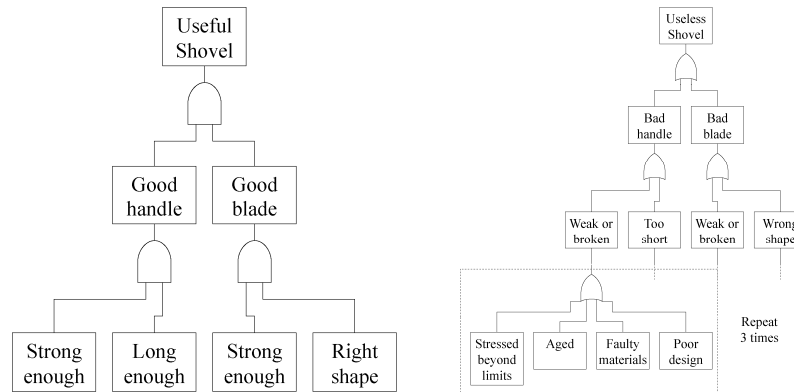 Useful
Shovel
Good
handle
Good
blade
Strong
enough
Long
enough
Strong
enough
Right
shape
Useless
Shovel
Bad
handle
Bad
blade
Weak or
broken
Too
short
Weak or
broken
Wrong
shape
Stressed
beyond
limits
Aged
Faulty
materials
Poor
design
Repeat
3 times